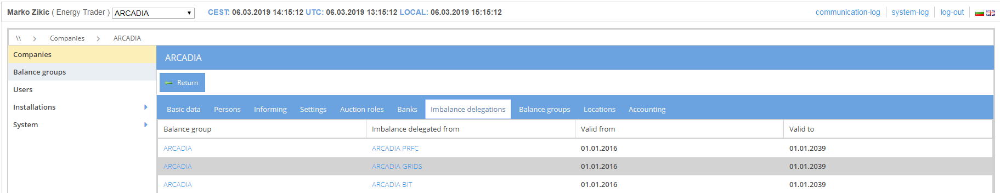 Marko Zikic ( Energy Trader ) ARCADIA CEST: 06.03.2019 14:15:12 UTC: 06.03.2019 13:15:12 LOCAL: 06.03.2019 15:15:12 communication-log system-log log-out
\\ > Companies > ARCADIA
Companies
Balance groups
Users
Installations
System
ARCADIA
Return
Basic data Persons Informing Settings Auction roles Banks Imbalance delegations Balance groups Locations Accounting
Balance group Imbalance delegated from Valid from Valid to
ARCADIA ARCADIA PRFC 01.01.2016 01.01.2039
ARCADIA ARCADIA GRIDS 01.01.2016 01.01.2039
ARCADIA ARCADIA BIT 01.01.2016 01.01.2039